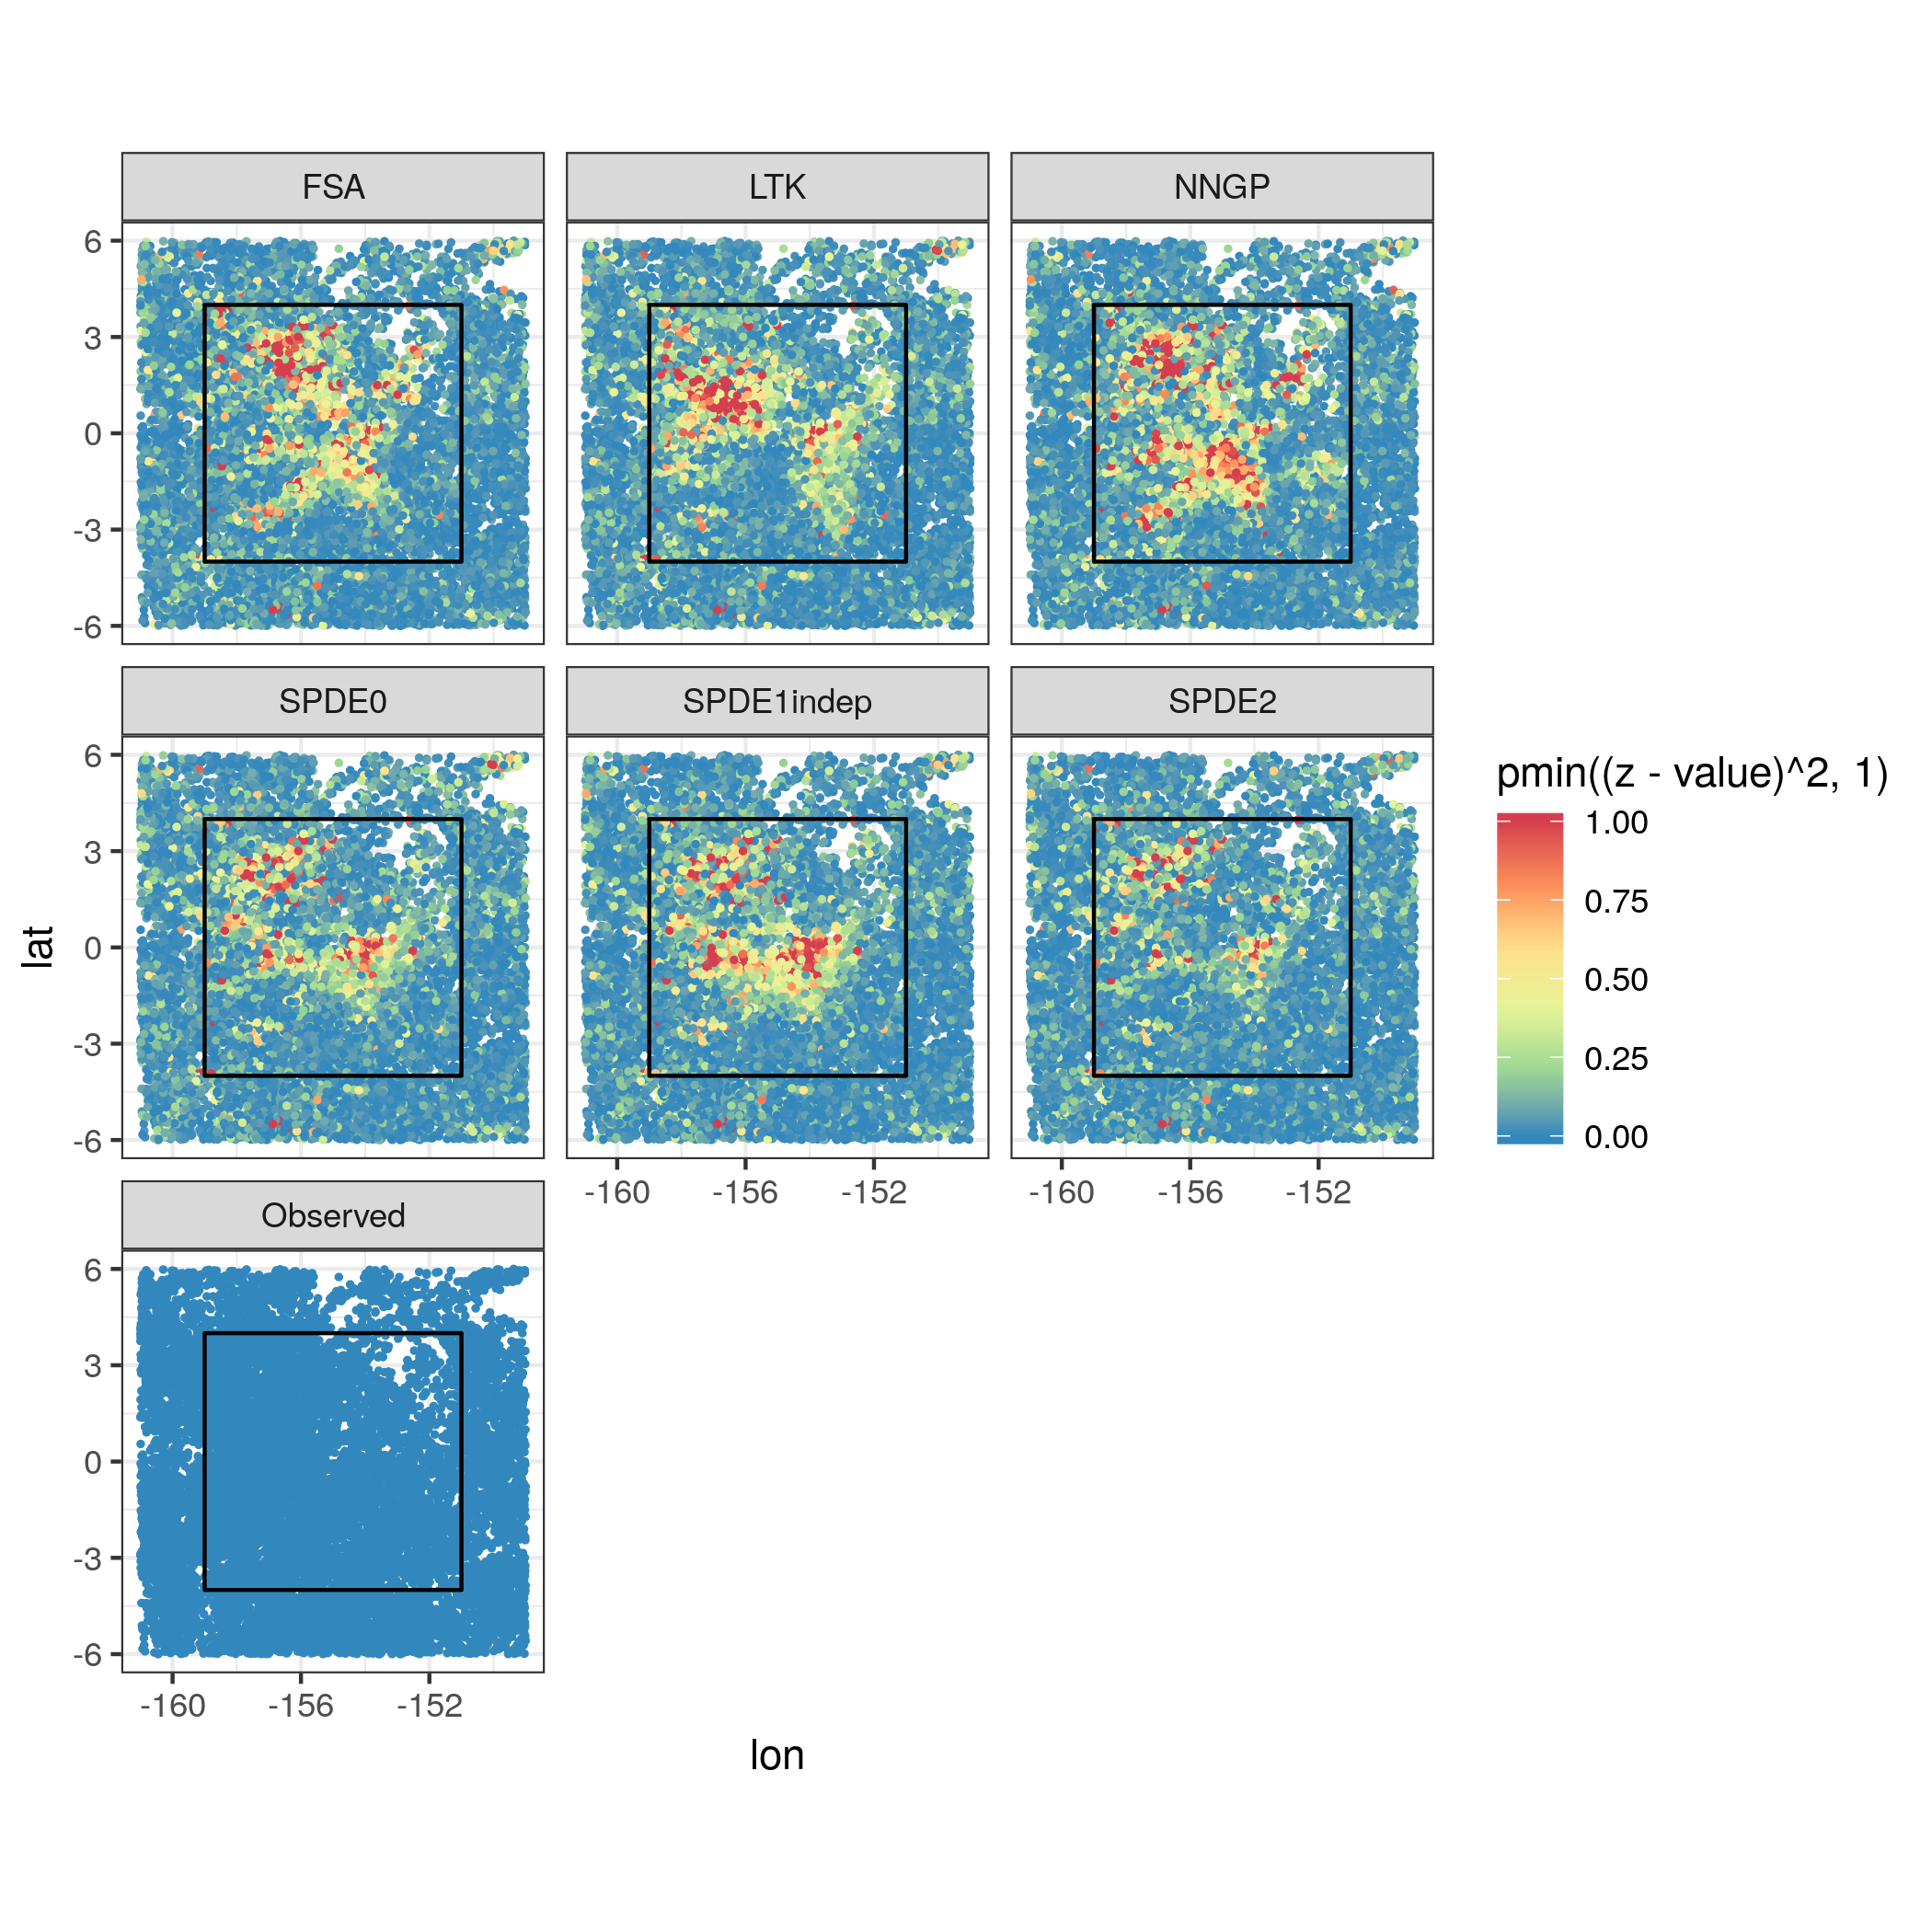 FSA LTK NNGP
6
3
0
-3
-6
SPDE0 SPDE1indep SPDE2
6
3
0
-3
-6
-160 -156 -152 -160 -156 -152
Observed
6
3
0
-3
-6
-160 -156 -152
lat
lon
pmin((z - value)^2, 1)
1.00
0.75
0.50
0.25
0.00